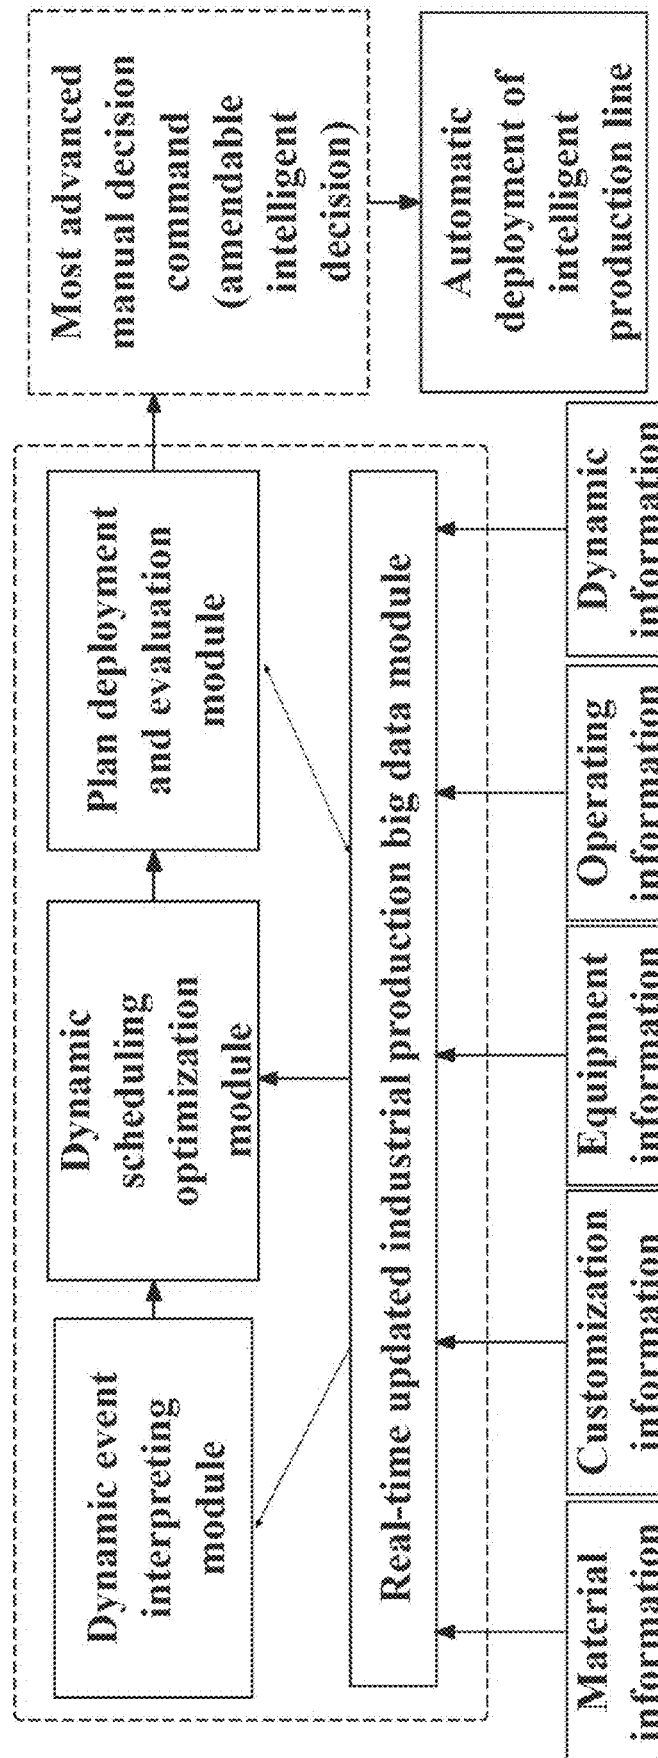 Dynamic event
interpreting
module
Dynamic
scheduling
optimization
module
Plan deployment
and evaluation
module
Most advanced
manual decision
command
(amendable
intelligent
decision)
Real-time updated industrial production big data module
Automatic
deployment of
intelligent
production line
Material
information
Customization
information
Equipment
information
Operating
information
Dynamic
information